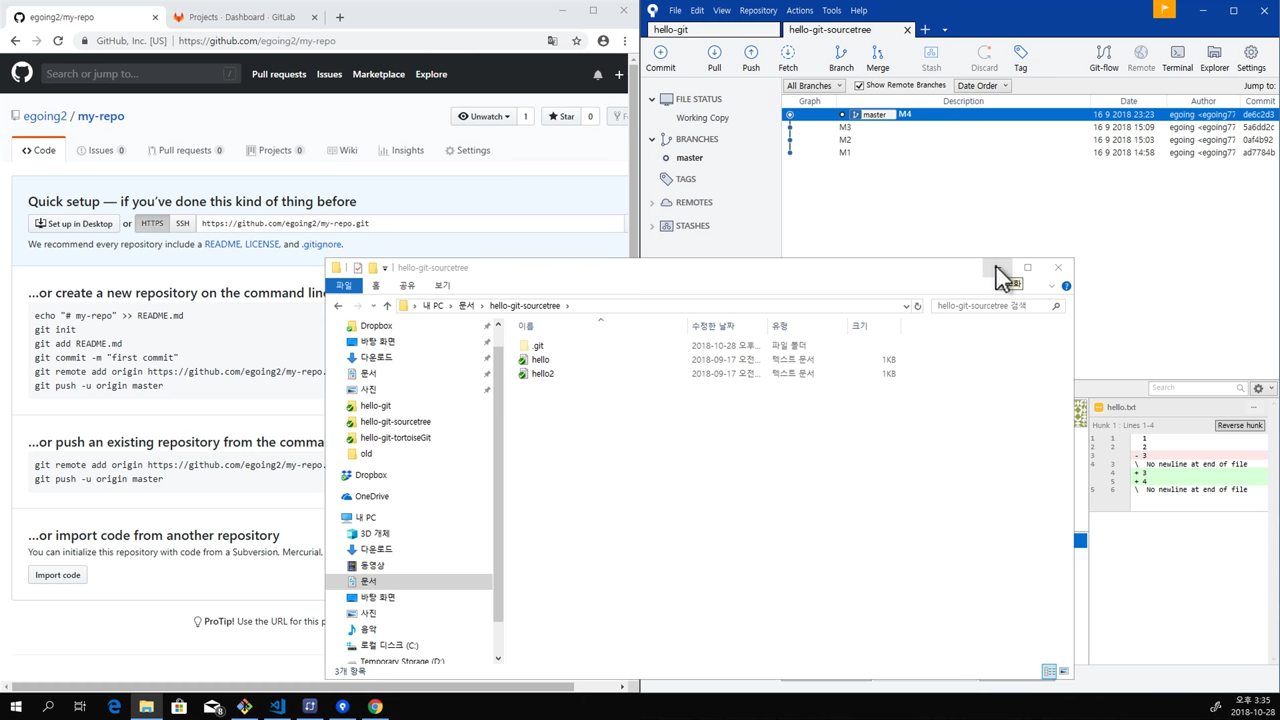 egoing2/my-repo
Projects · Dashboard · GitLab
GitHub, Inc. [US]
https://github.com/egoing2/my-repo
Search or jump to...
/
Pull requests
Issues
Marketplace
Explore
egoing2 / my-repo
Watch
1
Star
0
Code
Issues 0
Pull requests 0
Projects 0
Wiki
Insights
Settings
Quick setup — if you've done this kind of thing before
Set up in Desktop
or
HTTPS
SSH
https://github.com/egoing2/my-repo.git
We recommend every repository include a README, LICENSE, and .gitignore.
...or create a new repository on the command line
echo "# my-repo" >> README.md
git init
git add README.md
git commit -m "first commit"
git remote add origin https://github.com/egoing2/my-repo.
git push -u origin master
...or push an existing repository from the comma
git remote add origin https://github.com/egoing2/my-repo.
git push -u origin master
...or import code from another repository
You can initialize this repository with code from a Subversion, Mercurial,
Import code
ProTip! Use the URL for this p
File
Edit
View
Repository
Actions
Tools
Help
hello-git
hello-git-sourcetree
Commit
Pull
Push
Fetch
Branch
Merge
Stash
Discard
Tag
Git-flow
Remote
Terminal
Explorer
Settings
All Branches
Show Remote Branches
Date Order
Jump to:
FILE STATUS
Working Copy
BRANCHES
master
TAGS
REMOTES
STASHES
Graph
Description
Date
Author
Commit
master M4 16 9 2018 23:23 egoing <egoing77 de6c2d3
M3 16 9 2018 15:09 egoing <egoing77 5a6dd2c
M2 16 9 2018 15:03 egoing <egoing77 0af4b92
M1 16 9 2018 14:58 egoing <egoing77 ad7784b
hello-git-sourcetree
파일
홈
공유
보기
내 PC
문서
hello-git-sourcetree
hello-git-sourcetree 검색
이름
수정한 날짜
유형
크기
.git 2018-10-28 오후... 파일 폴더
hello 2018-09-17 오전... 텍스트 문서 1KB
hello2 2018-09-17 오전... 텍스트 문서 1KB
Dropbox
바탕 화면
다운로드
문서
사진
hello-git
hello-git-sourcetree
hello-git-tortoiseGit
old
Dropbox
OneDrive
내 PC
3D 개체
다운로드
동영상
문서
바탕 화면
사진
음악
로컬 디스크 (C:)
Temporary Storage (D:)
3개 항목
Search
hello.txt
Hunk 1 : Lines 1-4
Reverse hunk
1 1 1
2 2 2
- 3
4 3 \ No newline at end of file
4 + 3
5 + 4
5 6 \ No newline at end of file
오후 3:35
2018-10-28